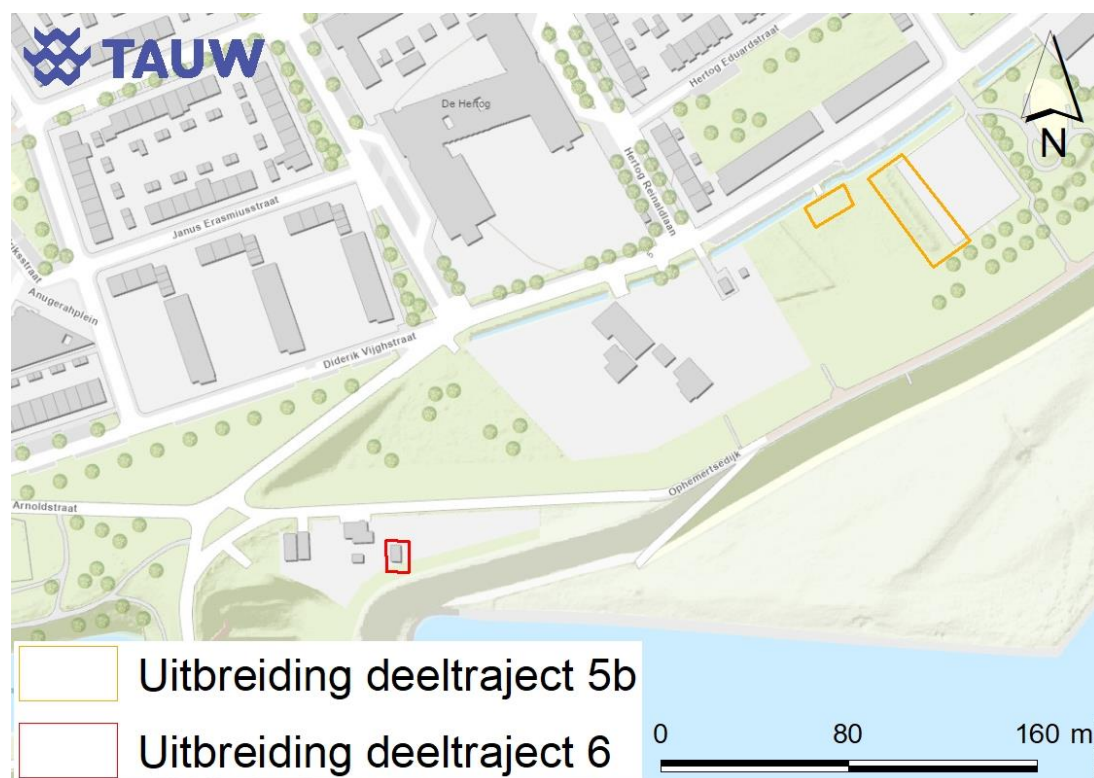 TAUW
De Hertog
Hertog Eduardstraat
N
Hertog Reinaldlaan
Janus Erasmiusstraat
Anugerahplein
Diderik Vijghstraat
Ophemertsedijk
Arnoldstraat
Uitbreiding deeltraject 5b
Uitbreiding deeltraject 6
0 80 160 m